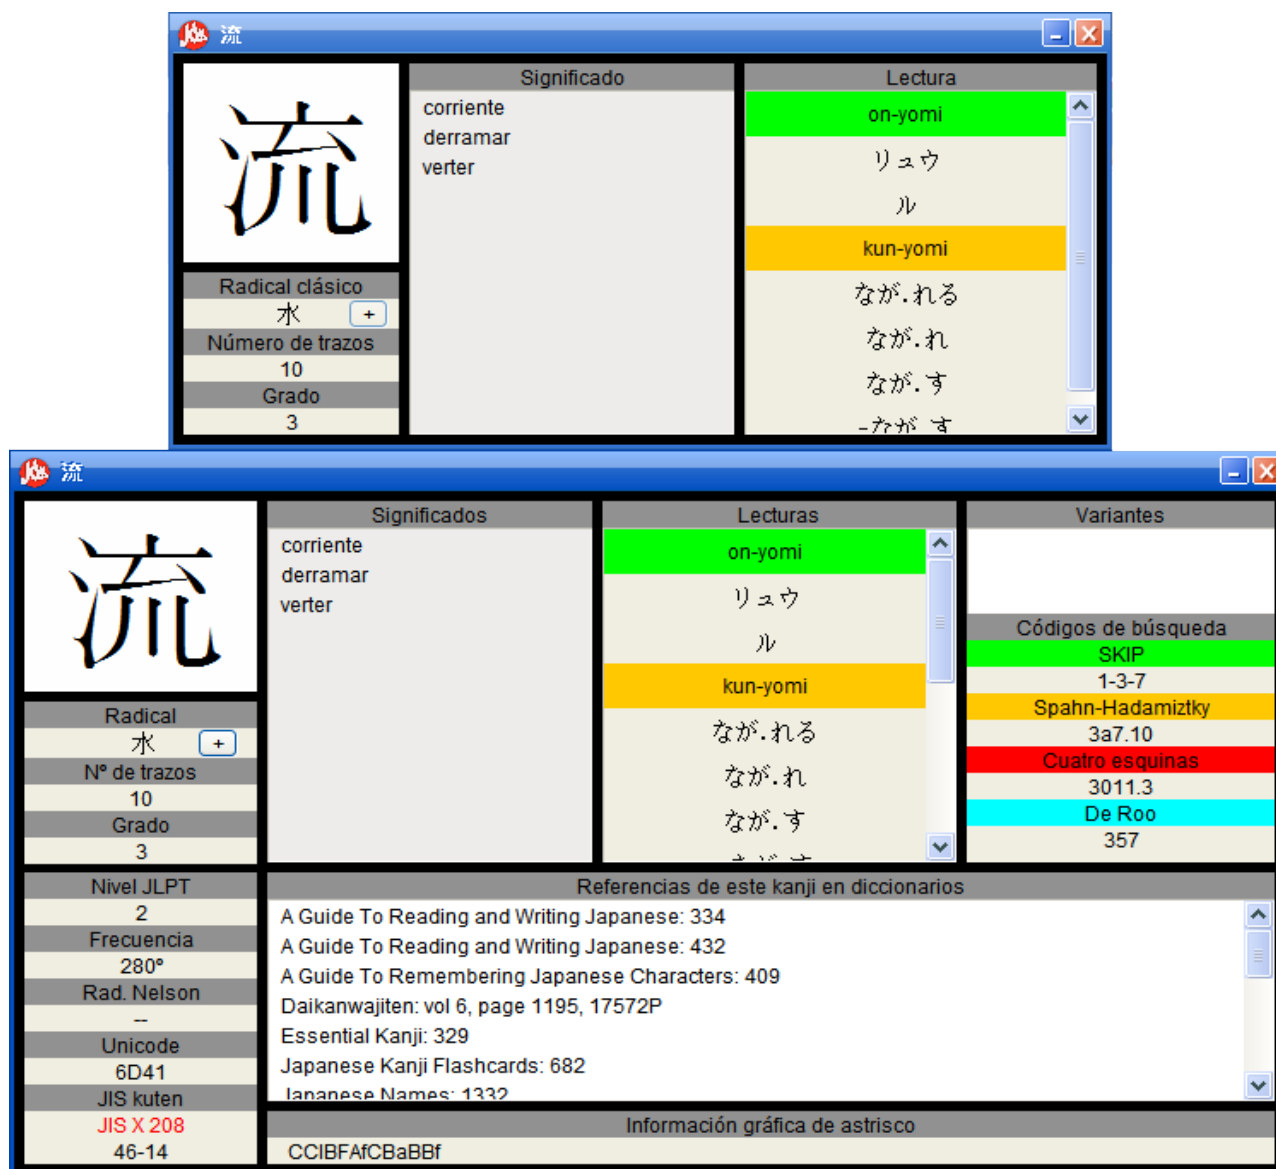 流
流
Radical clásico
水 +
Número de trazos
10
Grado
3
Significado
corriente
derramar
verter
Lectura
on-yomi
リュウ
ル
kun-yomi
なが.れる
なが.れ
なが.す
-なが.す
流
流
Radical
水 +
Nº de trazos
10
Grado
3
Nivel JLPT
2
Frecuencia
280º
Rad. Nelson
--
Unicode
6D41
JIS kuten
JIS X 208
46-14
Significados
corriente
derramar
verter
Lecturas
on-yomi
リュウ
ル
kun-yomi
なが.れる
なが.れ
なが.す
Variantes
Códigos de búsqueda
SKIP
1-3-7
Spahn-Hadamiztky
3a7.10
Cuatro esquinas
3011.3
De Roo
357
Referencias de este kanji en diccionarios
A Guide To Reading and Writing Japanese: 334
A Guide To Reading and Writing Japanese: 432
A Guide To Remembering Japanese Characters: 409
Daikanwajiten: vol 6, page 1195, 17572P
Essential Kanji: 329
Japanese Kanji Flashcards: 682
Japanese Names: 1332
Información gráfica de astrisco
CCIBFAfCBaBBf